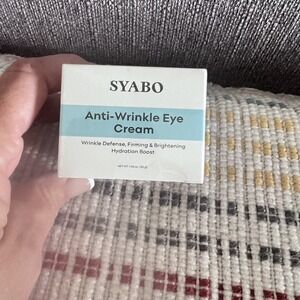 SYABO
Anti-Wrinkle Eye
Cream
Wrinkle Defense, Firming & Brightening
Hydration Boost